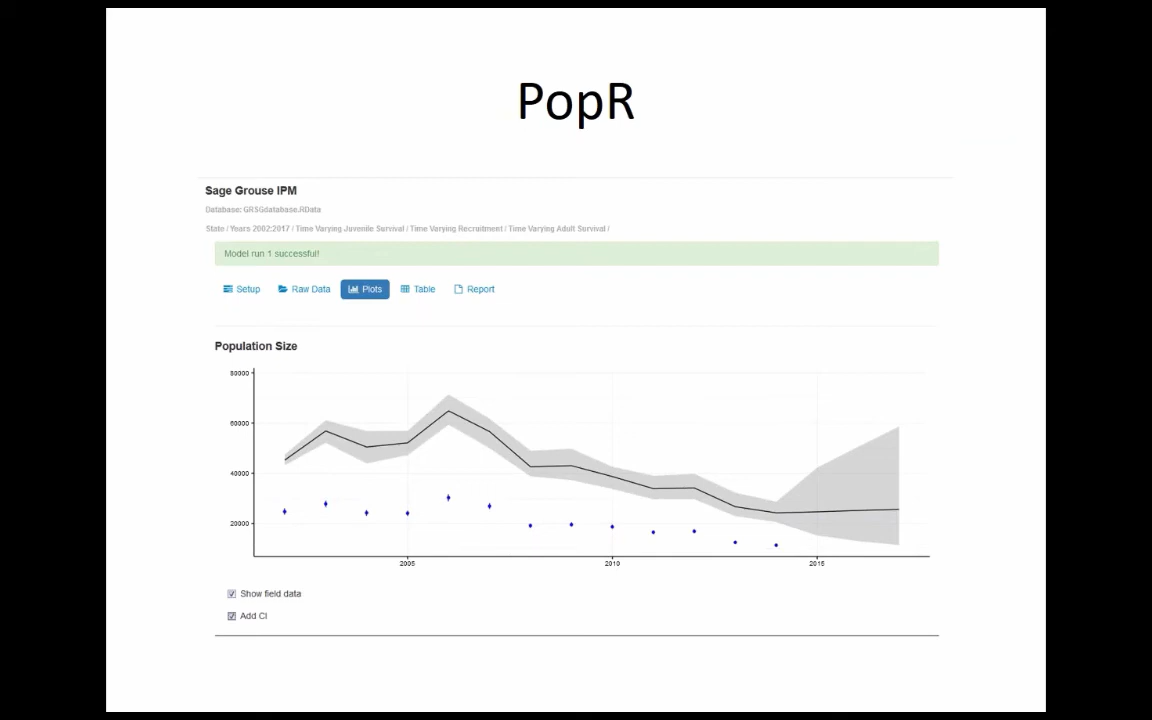 PopR
Sage Grouse IPM
Database: GRSGdatabase.RData
State / Years 2002:2017 / Time Varying Juvenile Survival / Time Varying Recruitment / Time Varying Adult Survival /
Model run 1 successful!
Setup Raw Data Plots Table Report
Population Size
80000
60000
40000
20000
2005 2010 2015
Show field data
Add CI